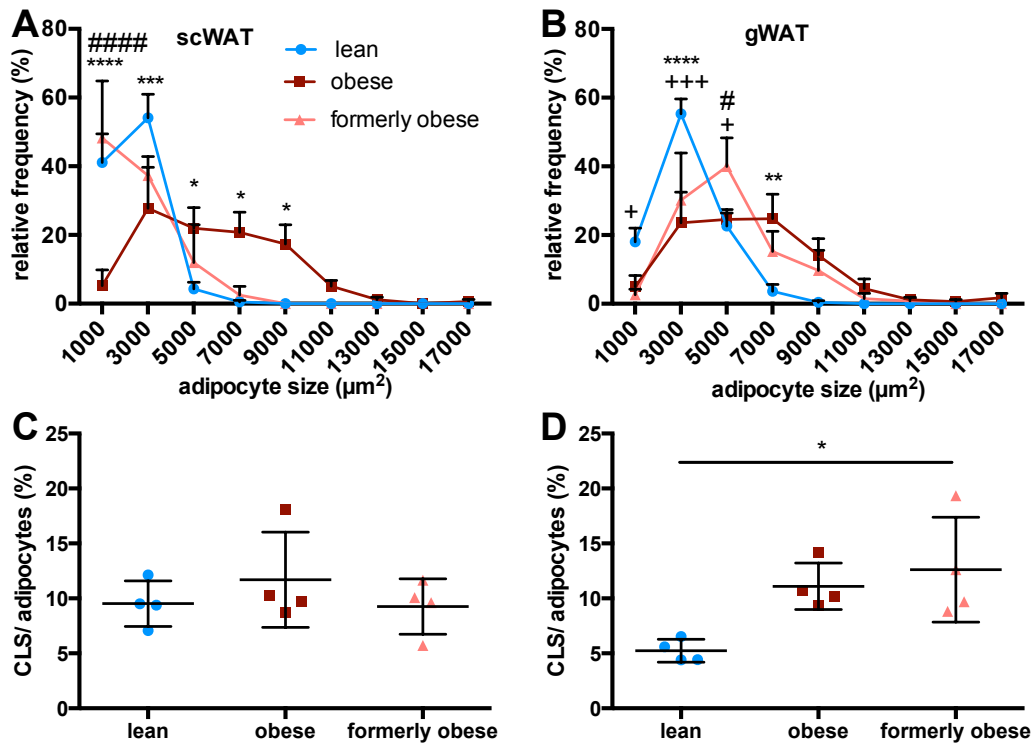 A
scWAT
relative frequency (%)
80
60
40
20
0
####
****
***
*
*
*
lean
obese
formerly obese
1000
3000
5000
7000
9000
11000
13000
15000
17000
adipocyte size (µm²)
B
gWAT
relative frequency (%)
80
60
40
20
0
+
****
+++
#
+
**
1000
3000
5000
7000
9000
11000
13000
15000
17000
adipocyte size (µm²)
C
CLS/ adipocytes (%)
25
20
15
10
5
0
lean
obese
formerly obese
D
CLS/ adipocytes (%)
25
20
15
10
5
0
*
lean
obese
formerly obese